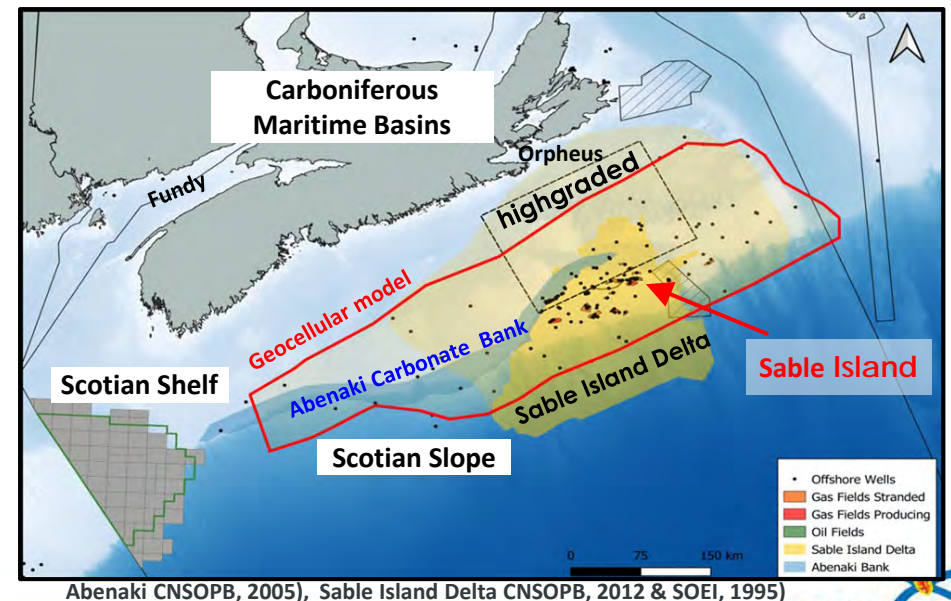 Carboniferous
Maritime Basins
Orpheus
Fundy
highgraded
Geocellular model
Abenaki Carbonate Bank
Sable Island Delta
Sable Island
Scotian Shelf
Scotian Slope
Offshore Wells
Gas Fields Stranded
Gas Fields Producing
Oil Fields
Sable Island Delta
Abenaki Bank
0 75 150 km
Abenaki CNSOPB, 2005), Sable Island Delta CNSOPB, 2012 & SOEI, 1995)